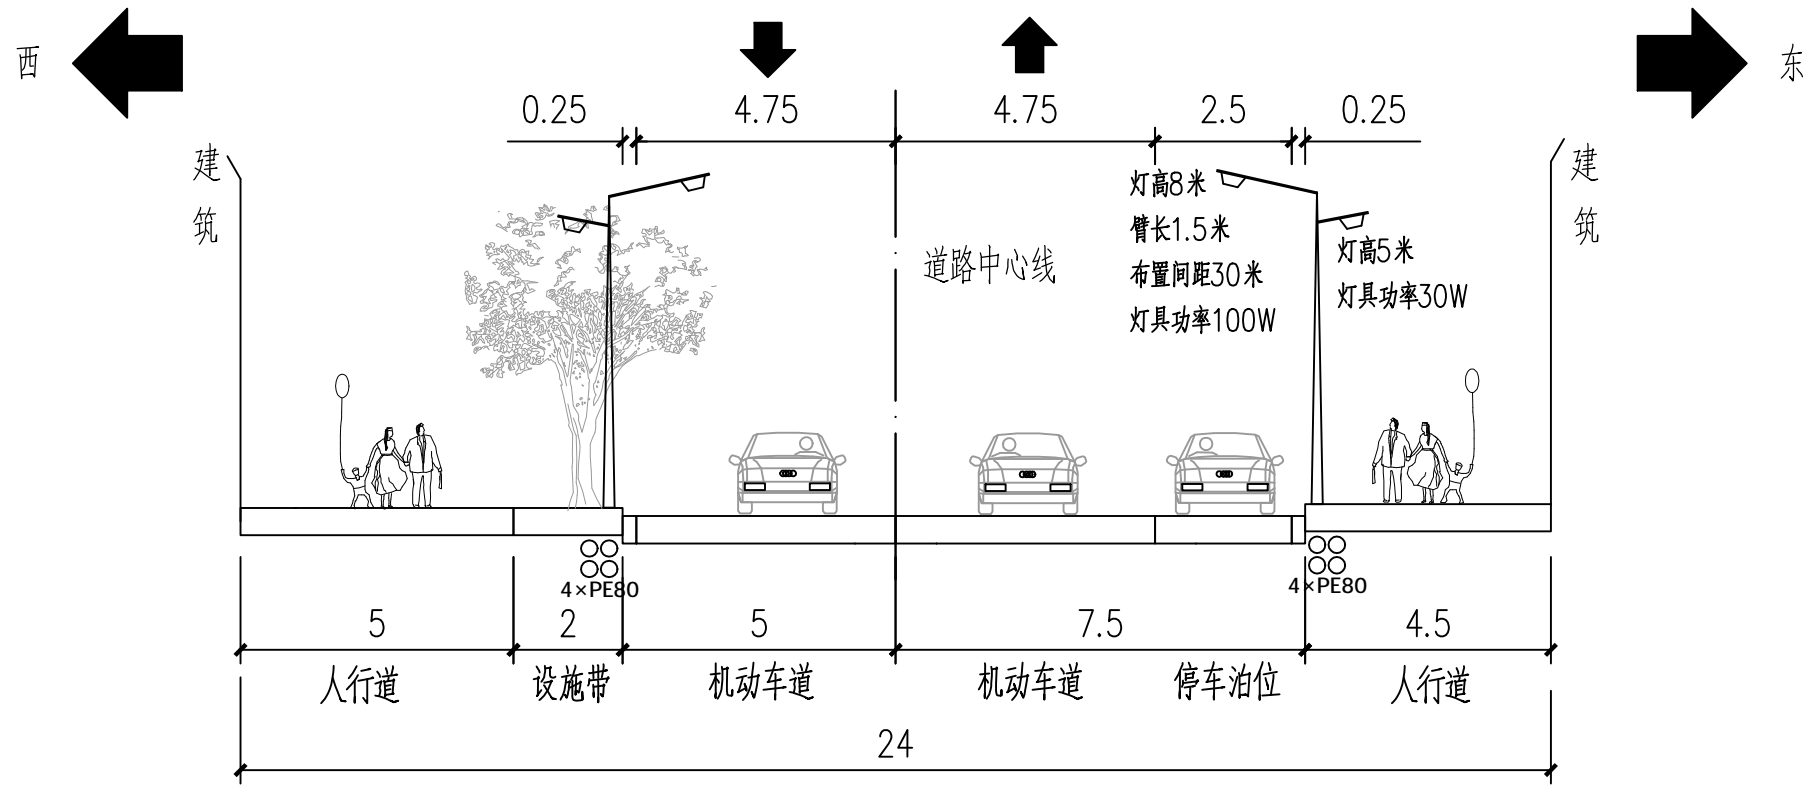 西
东
0.25
4.75
4.75
2.5
0.25
建筑
建筑
灯高8米
臂长1.5米
布置间距30米
灯具功率100W
道路中心线
灯高5米
灯具功率30W
4×PE80
4×PE80
5
2
5
7.5
4.5
人行道
设施带
机动车道
机动车道
停车泊位
人行道
24